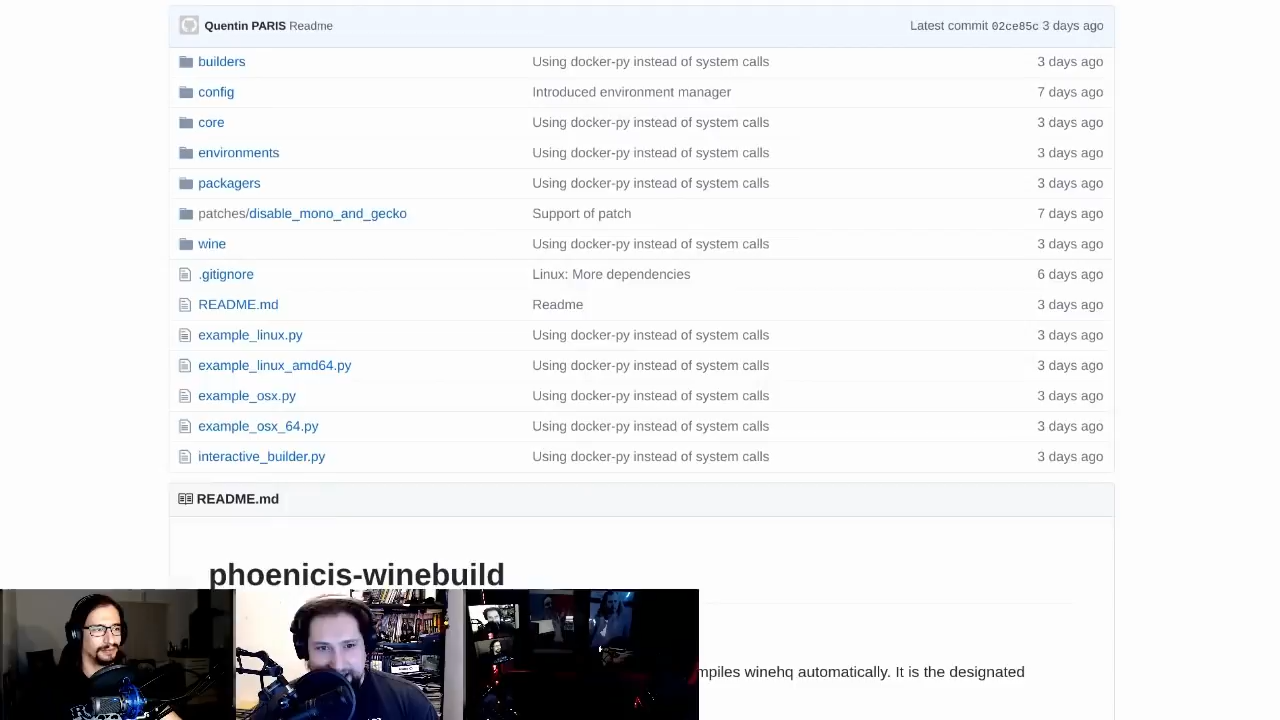 Quentin PARIS Readme Latest commit 02ce85c 3 days ago
builders Using docker-py instead of system calls 3 days ago
config Introduced environment manager 7 days ago
core Using docker-py instead of system calls 3 days ago
environments Using docker-py instead of system calls 3 days ago
packagers Using docker-py instead of system calls 3 days ago
patches/disable_mono_and_gecko Support of patch 7 days ago
wine Using docker-py instead of system calls 3 days ago
.gitignore Linux: More dependencies 6 days ago
README.md Readme 3 days ago
example_linux.py Using docker-py instead of system calls 3 days ago
example_linux_amd64.py Using docker-py instead of system calls 3 days ago
example_osx.py Using docker-py instead of system calls 3 days ago
example_osx_64.py Using docker-py instead of system calls 3 days ago
interactive_builder.py Using docker-py instead of system calls 3 days ago
README.md
phoenicis-winebuild
mpiles winehq automatically. It is the designated